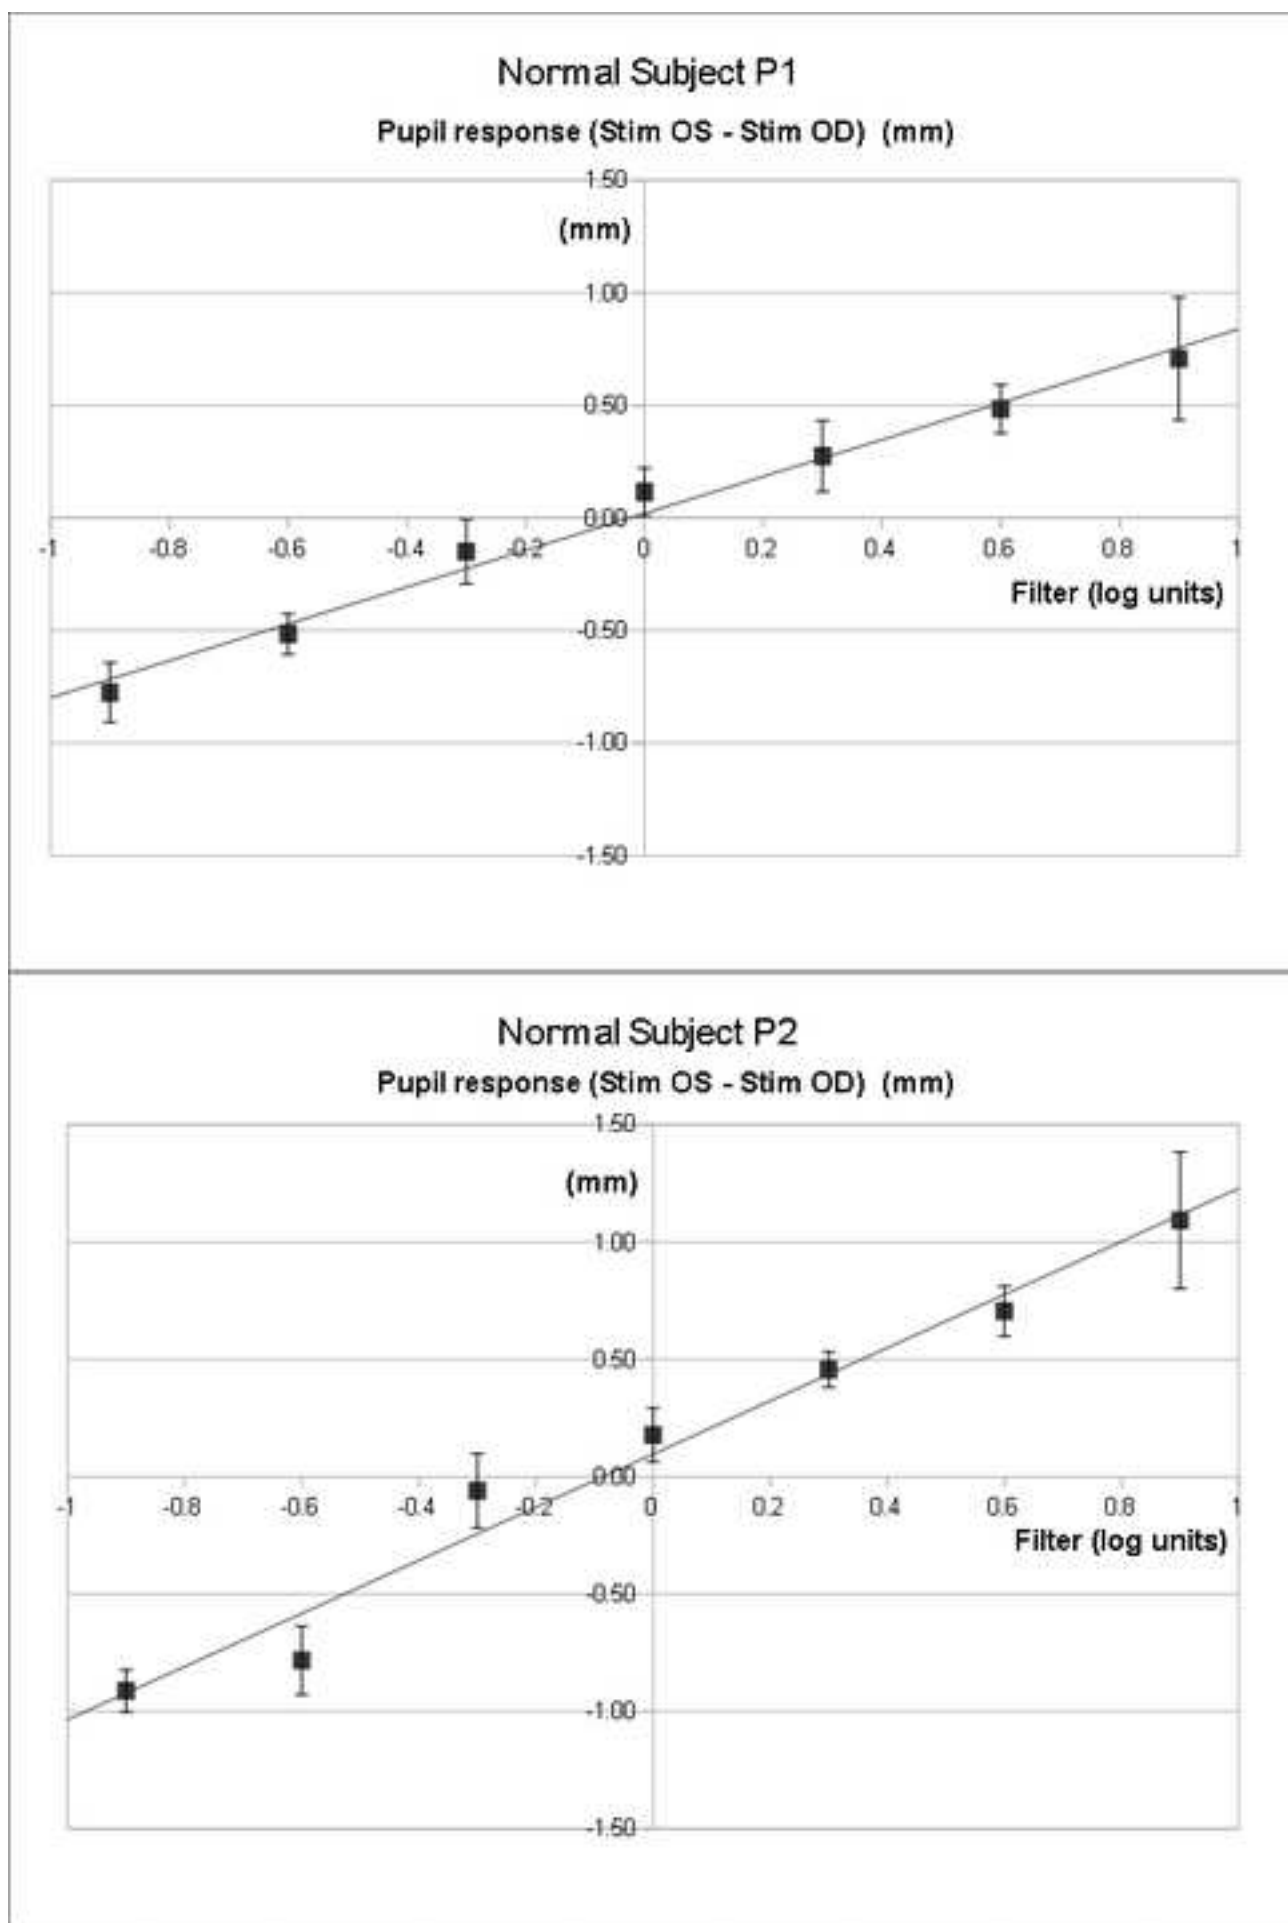 Normal Subject P1
Pupil response (Stim OS - Stim OD) (mm)
1.50
(mm)
1.00
0.50
0.00
-1 -0.8 -0.6 -0.4 -0.2 0 0.2 0.4 0.6 0.8 1
Filter (log units)
-0.50
-1.00
-1.50
Normal Subject P2
Pupil response (Stim OS - Stim OD) (mm)
1.50
(mm)
1.00
0.50
0.00
-1 -0.8 -0.6 -0.4 -0.2 0 0.2 0.4 0.6 0.8 1
Filter (log units)
-0.50
-1.00
-1.50